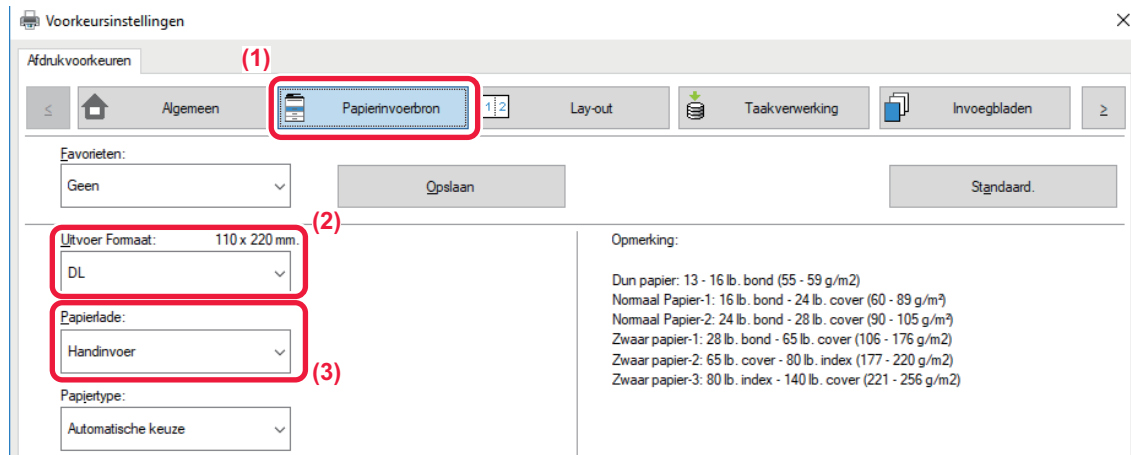 Voorkeursinstellingen
Afdrukvoorkeuren
(1)
≤ Algemeen Papierinvoerbron 1 2 Lay-out Taakverwerking Invoegbladen ≥
Favorieten:
Geen Opslaan Standaard.
(2)
Uitvoer Formaat: 110 x 220 mm.
DL
Papierlade:
Handinvoer
(3)
Papiertype:
Automatische keuze
Opmerking:
Dun papier: 13 - 16 lb. bond (55 - 59 g/m2)
Normaal Papier-1: 16 lb. bond - 24 lb. cover (60 - 89 g/m²)
Normaal Papier-2: 24 lb. bond - 28 lb. cover (90 - 105 g/m²)
Zwaar papier-1: 28 lb. bond - 65 lb. cover (106 - 176 g/m2)
Zwaar papier-2: 65 lb. cover - 80 lb. index (177 - 220 g/m2)
Zwaar papier-3: 80 lb. index - 140 lb. cover (221 - 256 g/m2)